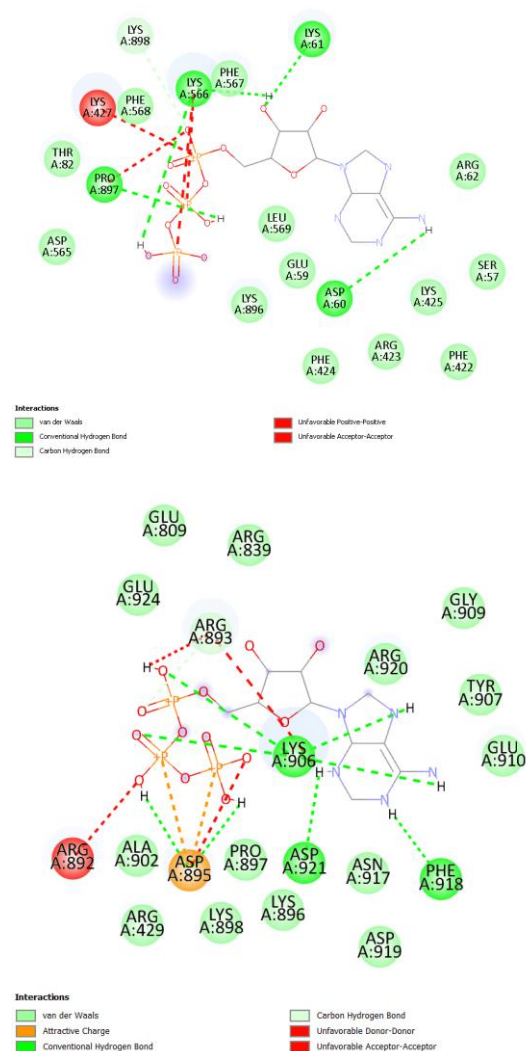 LYS
A:898
LYS
A:61
LYS
A:566
PHE
A:567
LYS
A:427
PHE
A:568
THR
A:82
PRO
A:897
ARG
A:62
ASP
A:565
LEU
A:569
GLU
A:59
SER
A:57
LYS
A:896
ASP
A:60
LYS
A:425
PHE
A:424
ARG
A:423
PHE
A:422
H
O
O
O
O
P
O
O
N
N
N
N
N
H
O
P
O
H
O
H
O
P
O
O
Interactions
van der Waals
Conventional Hydrogen Bond
Carbon Hydrogen Bond
Unfavorable Positive-Positive
Unfavorable Acceptor-Acceptor
GLU
A:809
ARG
A:839
GLU
A:924
ARG
A:893
GLY
A:909
ARG
A:920
TYR
A:907
LYS
A:906
GLU
A:910
ARG
A:892
ALA
A:902
ASP
A:895
PRO
A:897
ASP
A:921
ASN
A:917
PHE
A:918
ARG
A:429
LYS
A:898
LYS
A:896
ASP
A:919
O
O
H
O
O
P
O
O
O
N
N
H
O
O
P
P
O
O
O
O
H
H
H
N
N
N
H
H
Interactions
van der Waals
Attractive Charge
Conventional Hydrogen Bond
Carbon Hydrogen Bond
Unfavorable Donor-Donor
Unfavorable Acceptor-Acceptor